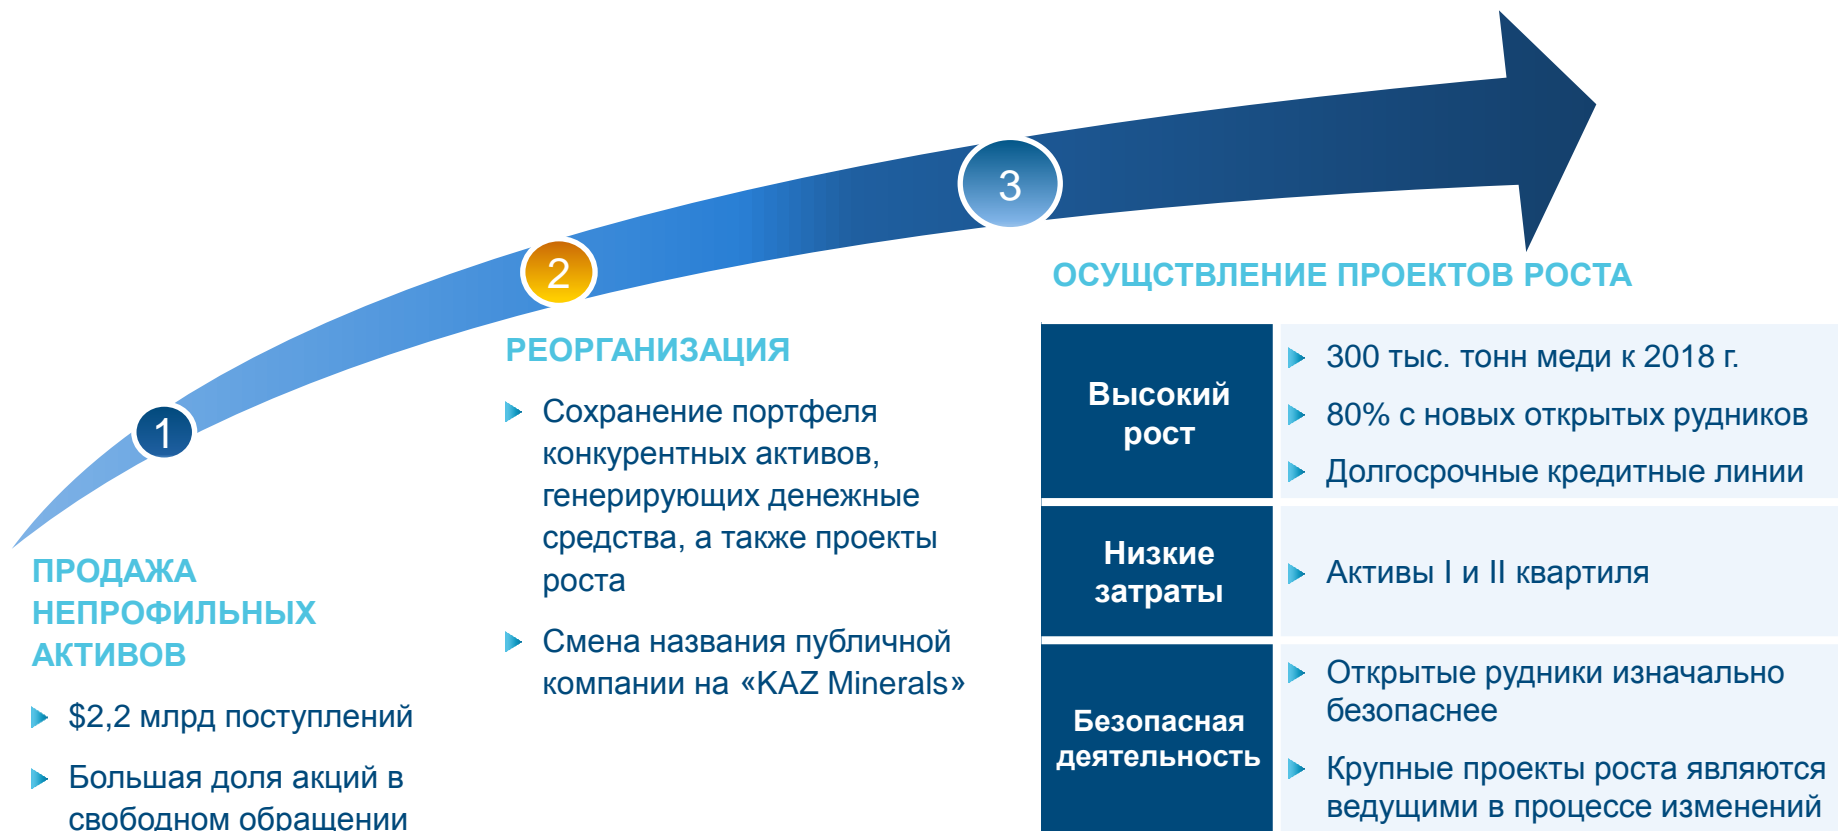 1
ПРОДАЖА
НЕПРОФИЛЬНЫХ
АКТИВОВ
$2,2 млрд поступлений
Большая доля акций в
свободном обращении
2
РЕОРГАНИЗАЦИЯ
Сохранение портфеля
конкурентных активов,
генерирующих денежные
средства, а также проекты
роста
Смена названия публичной
компании на «KAZ Minerals»
3
ОСУЩСТВЛЕНИЕ ПРОЕКТОВ РОСТА
Высокий
рост
300 тыс. тонн меди к 2018 г.
80% с новых открытых рудников
Долгосрочные кредитные линии
Низкие
затраты
Активы I и II квартиля
Безопасная
деятельность
Открытые рудники изначально
безопаснее
Крупные проекты роста являются
ведущими в процессе изменений